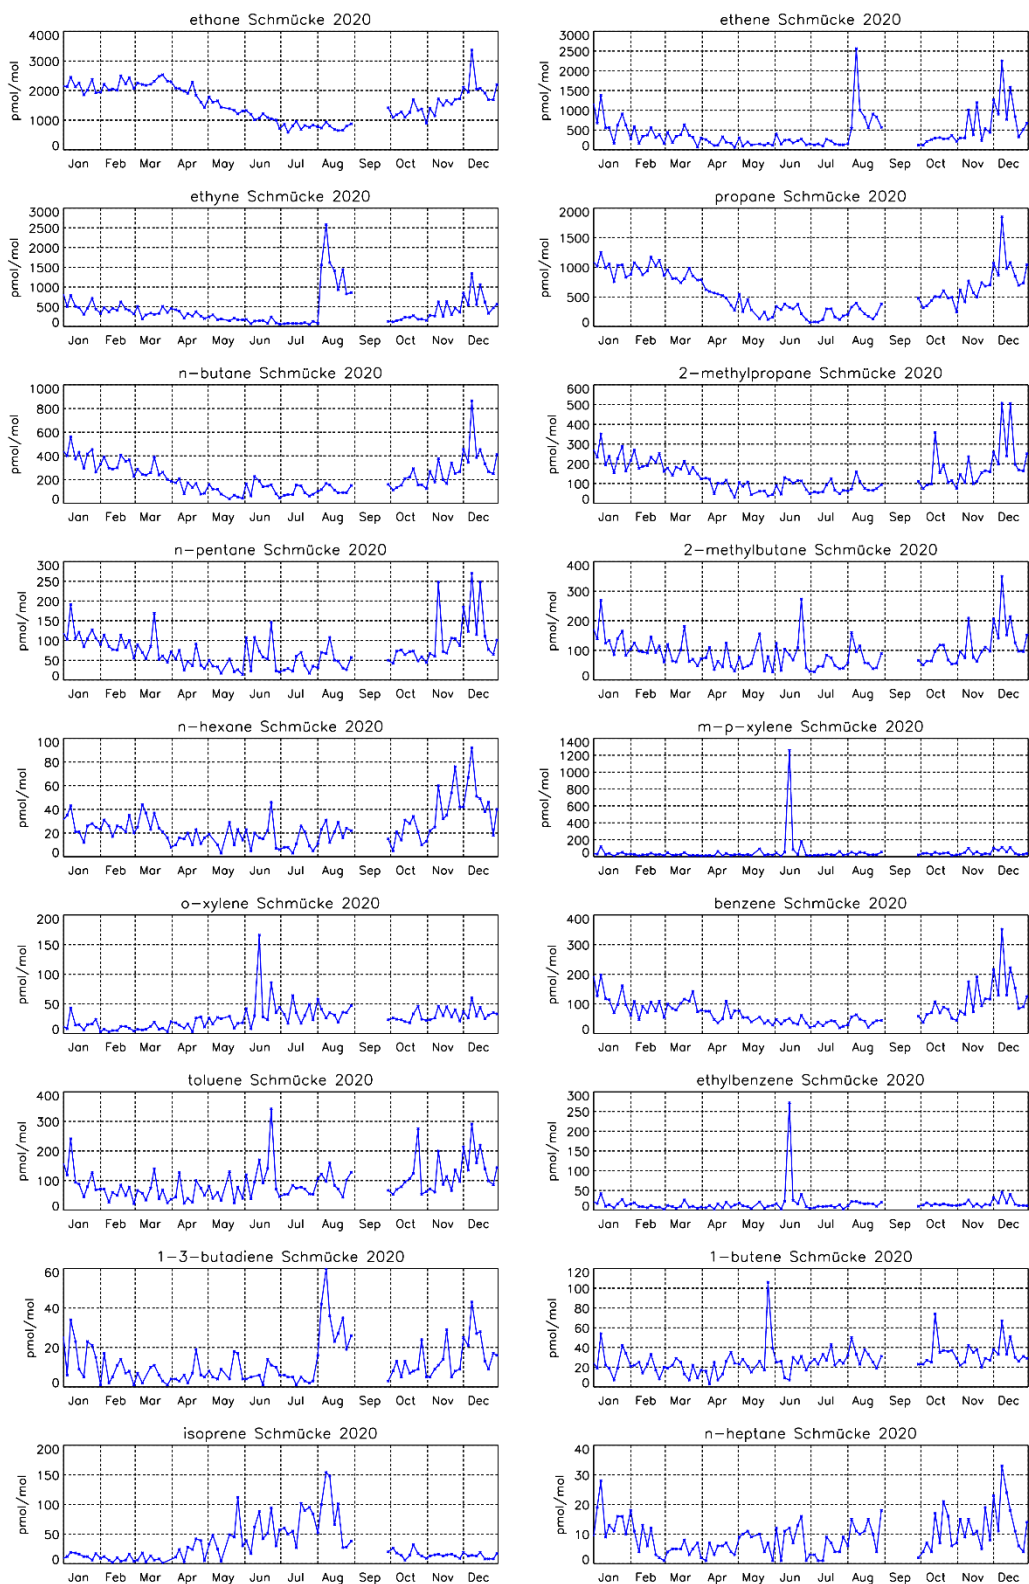 ethane Schmücke 2020
ethene Schmücke 2020
pmol/mol
4000
3000
2000
1000
0
Jan Feb Mar Apr May Jun Jul Aug Sep Oct Nov Dec
pmol/mol
3000
2500
2000
1500
1000
500
0
Jan Feb Mar Apr May Jun Jul Aug Sep Oct Nov Dec
ethyne Schmücke 2020
propane Schmücke 2020
pmol/mol
3000
2500
2000
1500
1000
500
0
Jan Feb Mar Apr May Jun Jul Aug Sep Oct Nov Dec
pmol/mol
2000
1500
1000
500
0
Jan Feb Mar Apr May Jun Jul Aug Sep Oct Nov Dec
n-butane Schmücke 2020
2-methylpropane Schmücke 2020
pmol/mol
1000
800
600
400
200
0
Jan Feb Mar Apr May Jun Jul Aug Sep Oct Nov Dec
pmol/mol
600
500
400
300
200
100
0
Jan Feb Mar Apr May Jun Jul Aug Sep Oct Nov Dec
n-pentane Schmücke 2020
2-methylbutane Schmücke 2020
pmol/mol
300
250
200
150
100
50
0
Jan Feb Mar Apr May Jun Jul Aug Sep Oct Nov Dec
pmol/mol
400
300
200
100
0
Jan Feb Mar Apr May Jun Jul Aug Sep Oct Nov Dec
n-hexane Schmücke 2020
m-p-xylene Schmücke 2020
pmol/mol
100
80
60
40
20
0
Jan Feb Mar Apr May Jun Jul Aug Sep Oct Nov Dec
pmol/mol
1400
1200
1000
800
600
400
200
0
Jan Feb Mar Apr May Jun Jul Aug Sep Oct Nov Dec
o-xylene Schmücke 2020
benzene Schmücke 2020
pmol/mol
200
150
100
50
0
Jan Feb Mar Apr May Jun Jul Aug Sep Oct Nov Dec
pmol/mol
400
300
200
100
0
Jan Feb Mar Apr May Jun Jul Aug Sep Oct Nov Dec
toluene Schmücke 2020
ethylbenzene Schmücke 2020
pmol/mol
400
300
200
100
0
Jan Feb Mar Apr May Jun Jul Aug Sep Oct Nov Dec
pmol/mol
300
250
200
150
100
50
0
Jan Feb Mar Apr May Jun Jul Aug Sep Oct Nov Dec
1-3-butadiene Schmücke 2020
1-butene Schmücke 2020
pmol/mol
60
40
20
0
Jan Feb Mar Apr May Jun Jul Aug Sep Oct Nov Dec
pmol/mol
120
100
80
60
40
20
0
Jan Feb Mar Apr May Jun Jul Aug Sep Oct Nov Dec
isoprene Schmücke 2020
n-heptane Schmücke 2020
pmol/mol
200
150
100
50
0
Jan Feb Mar Apr May Jun Jul Aug Sep Oct Nov Dec
pmol/mol
40
30
20
10
0
Jan Feb Mar Apr May Jun Jul Aug Sep Oct Nov Dec